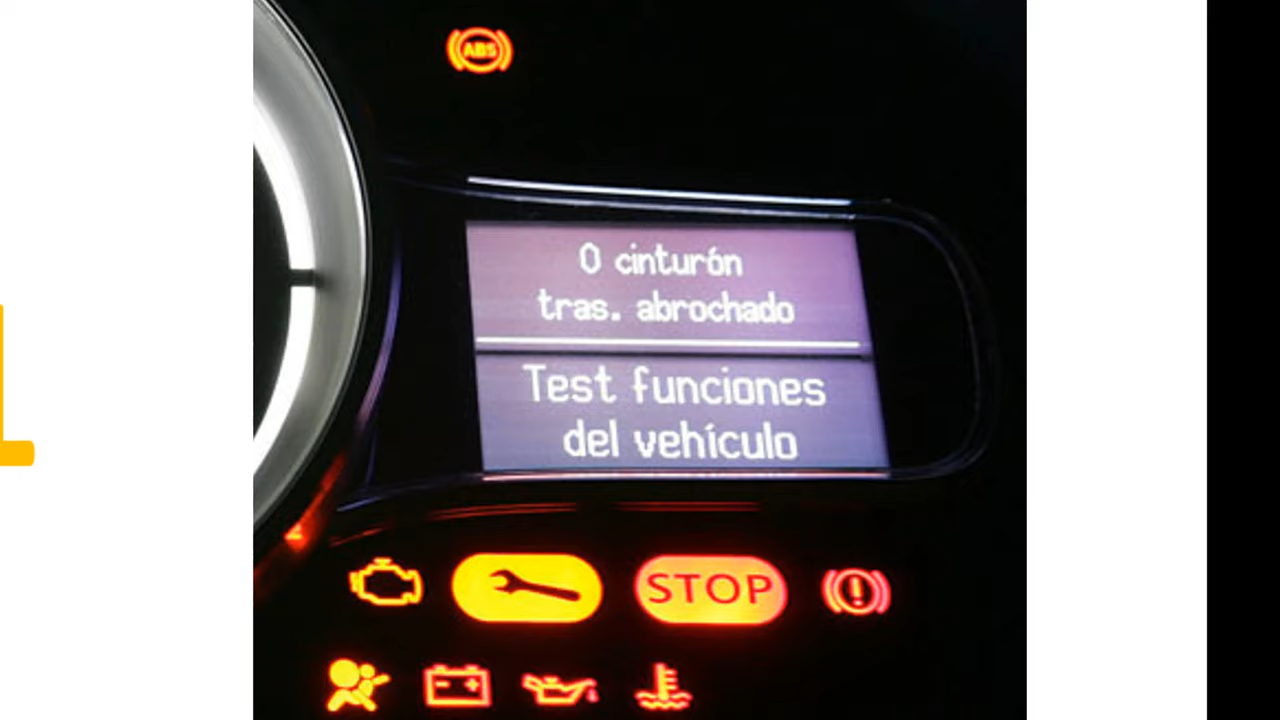 ABS
0 cinturón
tras. abrochado
Test funciones
del vehículo
STOP